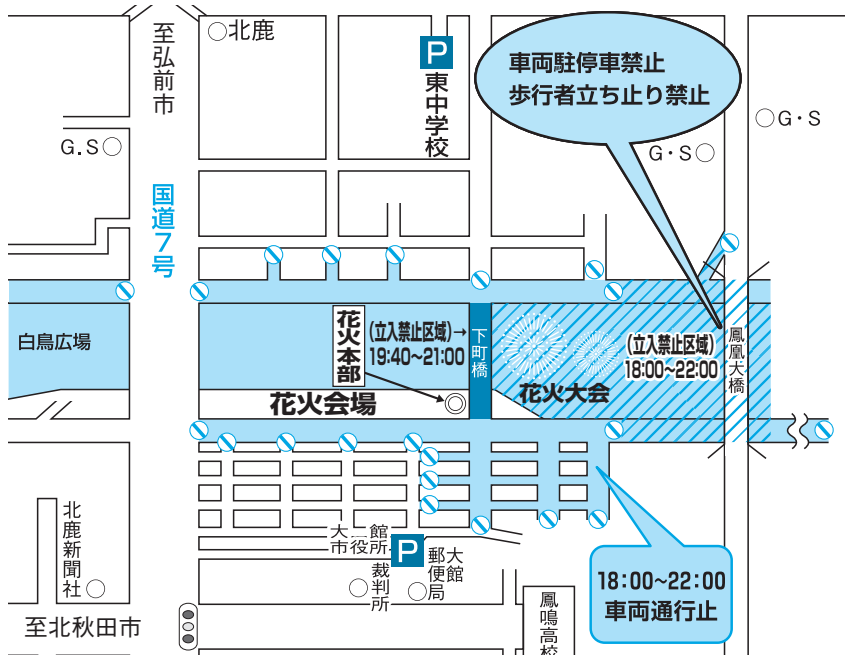 至弘前市
北鹿
P
東中学校
車両駐停車禁止
歩行者立ち止り禁止
G・S
G.S
G・S
国道7号
白鳥広場
花火本部
(立入禁止区域)→
19:40~21:00
下町橋
(立入禁止区域)
18:00~22:00
鳳凰大橋
花火大会
花火会場
北鹿新聞社
大館
市役所
P
大館
郵便局
裁判所
18:00~22:00
車両通行止
至北秋田市
鳳鳴高校